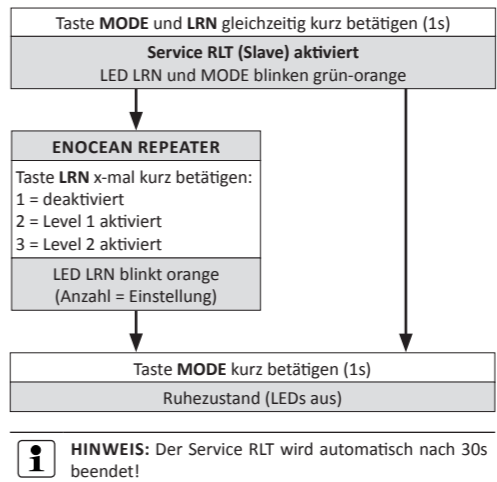 Taste MODE und LRN gleichzeitig kurz betätigen (1s)
Service RLT (Slave) aktiviert
LED LRN und MODE blinken grün-orange
ENOCEAN REPEATER
Taste LRN x-mal kurz betätigen:
1 = deaktiviert
2 = Level 1 aktiviert
3 = Level 2 aktiviert
LED LRN blinkt orange
(Anzahl = Einstellung)
Taste MODE kurz betätigen (1s)
Ruhezustand (LEDs aus)
HINWEIS: Der Service RLT wird automatisch nach 30s
beendet!